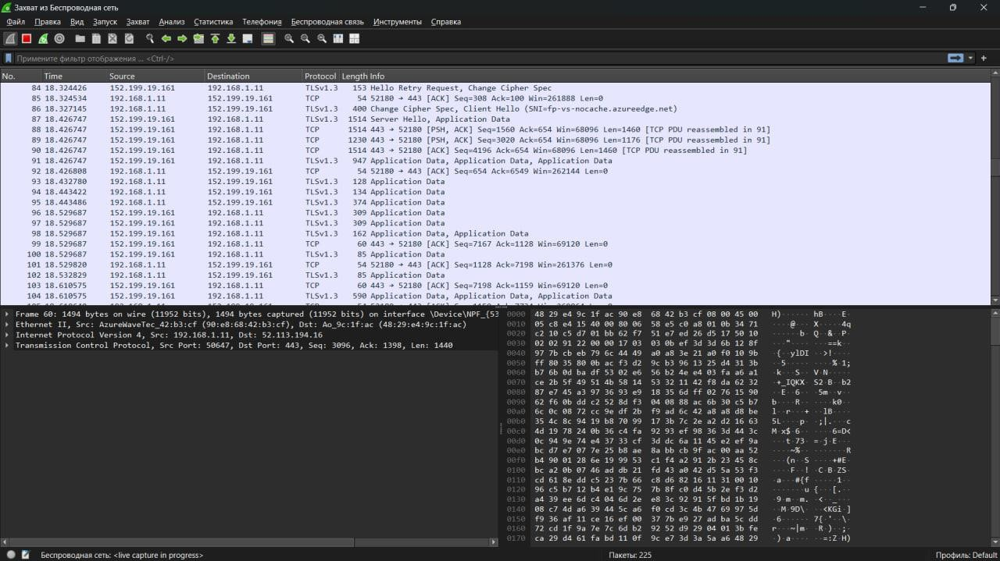 Захват из Беспроводная сеть
Файл Правка Вид Запуск Захват Анализ Статистика Телефония Беспроводная связь Инструменты Справка
Примените фильтр отображения ... <Ctrl-/>
No. Time Source Destination Protocol Length Info
84 18.324426 152.199.19.161 192.168.1.11 TLSv1.3 153 Hello Retry Request, Change Cipher Spec
85 18.324534 192.168.1.11 152.199.19.161 TCP 54 52180 → 443 [ACK] Seq=308 Ack=100 Win=261888 Len=0
86 18.327145 192.168.1.11 152.199.19.161 TLSv1.3 400 Change Cipher Spec, Client Hello (SNI=fp-vs-nocache.azureedge.net)
87 18.426747 152.199.19.161 192.168.1.11 TLSv1.3 1514 Server Hello, Application Data
88 18.426747 152.199.19.161 192.168.1.11 TCP 1514 443 → 52180 [PSH, ACK] Seq=1560 Ack=654 Win=68096 Len=1460 [TCP PDU reassembled in 91]
89 18.426747 152.199.19.161 192.168.1.11 TCP 1230 443 → 52180 [PSH, ACK] Seq=3020 Ack=654 Win=68096 Len=1176 [TCP PDU reassembled in 91]
90 18.426747 152.199.19.161 192.168.1.11 TCP 1514 443 → 52180 [ACK] Seq=4196 Ack=654 Win=68096 Len=1460 [TCP PDU reassembled in 91]
91 18.426747 152.199.19.161 192.168.1.11 TLSv1.3 947 Application Data, Application Data, Application Data
92 18.426808 192.168.1.11 152.199.19.161 TCP 54 52180 → 443 [ACK] Seq=654 Ack=6549 Win=262144 Len=0
93 18.432780 192.168.1.11 152.199.19.161 TLSv1.3 128 Application Data
94 18.443422 192.168.1.11 152.199.19.161 TLSv1.3 134 Application Data
95 18.443486 192.168.1.11 152.199.19.161 TLSv1.3 374 Application Data
96 18.529687 152.199.19.161 192.168.1.11 TLSv1.3 309 Application Data
97 18.529687 152.199.19.161 192.168.1.11 TLSv1.3 309 Application Data
98 18.529687 152.199.19.161 192.168.1.11 TLSv1.3 162 Application Data, Application Data
99 18.529687 152.199.19.161 192.168.1.11 TCP 60 443 → 52180 [ACK] Seq=7167 Ack=1128 Win=69120 Len=0
100 18.529687 152.199.19.161 192.168.1.11 TLSv1.3 85 Application Data
101 18.529820 192.168.1.11 152.199.19.161 TCP 54 52180 → 443 [ACK] Seq=1128 Ack=7198 Win=261376 Len=0
102 18.532829 192.168.1.11 152.199.19.161 TLSv1.3 85 Application Data
103 18.610575 152.199.19.161 192.168.1.11 TCP 60 443 → 52180 [ACK] Seq=7198 Ack=1159 Win=69120 Len=0
104 18.610575 152.199.19.161 192.168.1.11 TLSv1.3 590 Application Data, Application Data, Application Data
Frame 60: 1494 bytes on wire (11952 bits), 1494 bytes captured (11952 bits) on interface \Device\NPF_{53
Ethernet II, Src: AzureWaveTec_42:b3:cf (90:e8:68:42:b3:cf), Dst: Ao_9c:1f:ac (48:29:e4:9c:1f:ac)
Internet Protocol Version 4, Src: 192.168.1.11, Dst: 52.113.194.16
Transmission Control Protocol, Src Port: 50647, Dst Port: 443, Seq: 3096, Ack: 1398, Len: 1440
0000 48 29 e4 9c 1f ac 90 e8 68 42 b3 cf 08 00 45 00 H)······ hB····E·
0010 05 c8 e4 15 40 00 80 06 58 e5 c0 a8 01 0b 34 71 ····@··· X·····4q
0020 c2 10 c5 d7 01 bb 62 f7 51 e7 ed 26 d5 17 50 10 ······b· Q··&··P·
0030 02 02 91 22 00 00 17 03 03 0b ef 3d 3d 6b 12 8f ···"···· ···==k··
0040 97 7b cb eb 79 6c 44 49 a0 a8 3e 21 a0 f0 10 9b ·{··ylDI ··>!····
0050 ff 80 35 80 0b ac f3 d2 9c b3 96 13 25 d4 31 3b ··5····· ····%·1;
0060 b7 6b 0d ba df 53 02 e6 56 b2 4e e4 03 fa a6 a1 ·k···S·· V·N·····
0070 ce 2b 5f 49 51 4b 58 14 53 32 11 42 f8 da 62 32 ·+_IQKX· S2·B··b2
0080 87 e7 45 a3 97 36 93 e9 18 35 6d ff 02 76 15 90 ··E··6·· ·5m··v··
0090 62 f6 0b dd c2 52 8d f3 04 08 88 ac 6b 30 c5 b7 b····R·· ····k0··
00a0 6c 0c 08 72 cc 9e df 2b f9 ad 6c 42 a8 a8 d8 be l··r···+ ··lB····
00b0 35 4c 8c 94 19 b8 70 99 17 3b 7c 2e a2 d2 16 63 5L····p· ·;|.···c
00c0 4d 19 78 24 0b 36 c4 fa 92 93 ef 98 36 3d 44 3c M·x$·6·· ····6=D<
00d0 0c 94 9e 74 e4 37 33 cf 3d dc 6a 11 45 e2 ef 9a ···t·73· =·j·E···
00e0 bc d7 e7 07 7e 25 b8 ae 8a bb cb 9f ac 00 aa 52 ····~%·· ·······R
00f0 b4 90 01 28 6e 19 99 53 c1 f4 a2 91 2b 23 45 8c ···(n··S ····+#E·
0100 bc a2 0b 07 46 ad db 21 fd 43 a0 02 42 d5 5a 53 f3 ····F··! ·C··B·ZS·
0110 cd 61 8e dd c5 23 7b 66 c8 d6 82 16 11 31 00 10 ·a···#{f ·····1··
0120 96 c5 b7 12 b4 e1 9c 75 7b 8f c0 d4 5b 2e f3 d2 ·······u {···[.··
0130 a4 39 ee 6d c4 04 6d 2e e8 3c 92 91 5f bd 1b 19 ·9·m··m. ·<··_···
0140 08 c7 4d a6 39 44 5c a6 f0 cd 3c 4b 47 69 97 5d ··M·9D\· ··<KGi·]
0150 f9 36 af 11 ce 16 ef 00 37 7b e9 27 ad ba 5c dd ·6······ 7{·'··\·
0160 72 cd 1f 9a 7e 7c 6d b2 92 52 d9 29 04 01 3b fe r···~|m· ·R·)··;·
0170 ca 29 d4 61 fa bd 11 0f 9c e7 3d 3a 5a a6 48 29 ·)·a···· ··=:Z·H)
Беспроводная сеть: <live capture in progress> Пакеты: 225 Профиль: Default